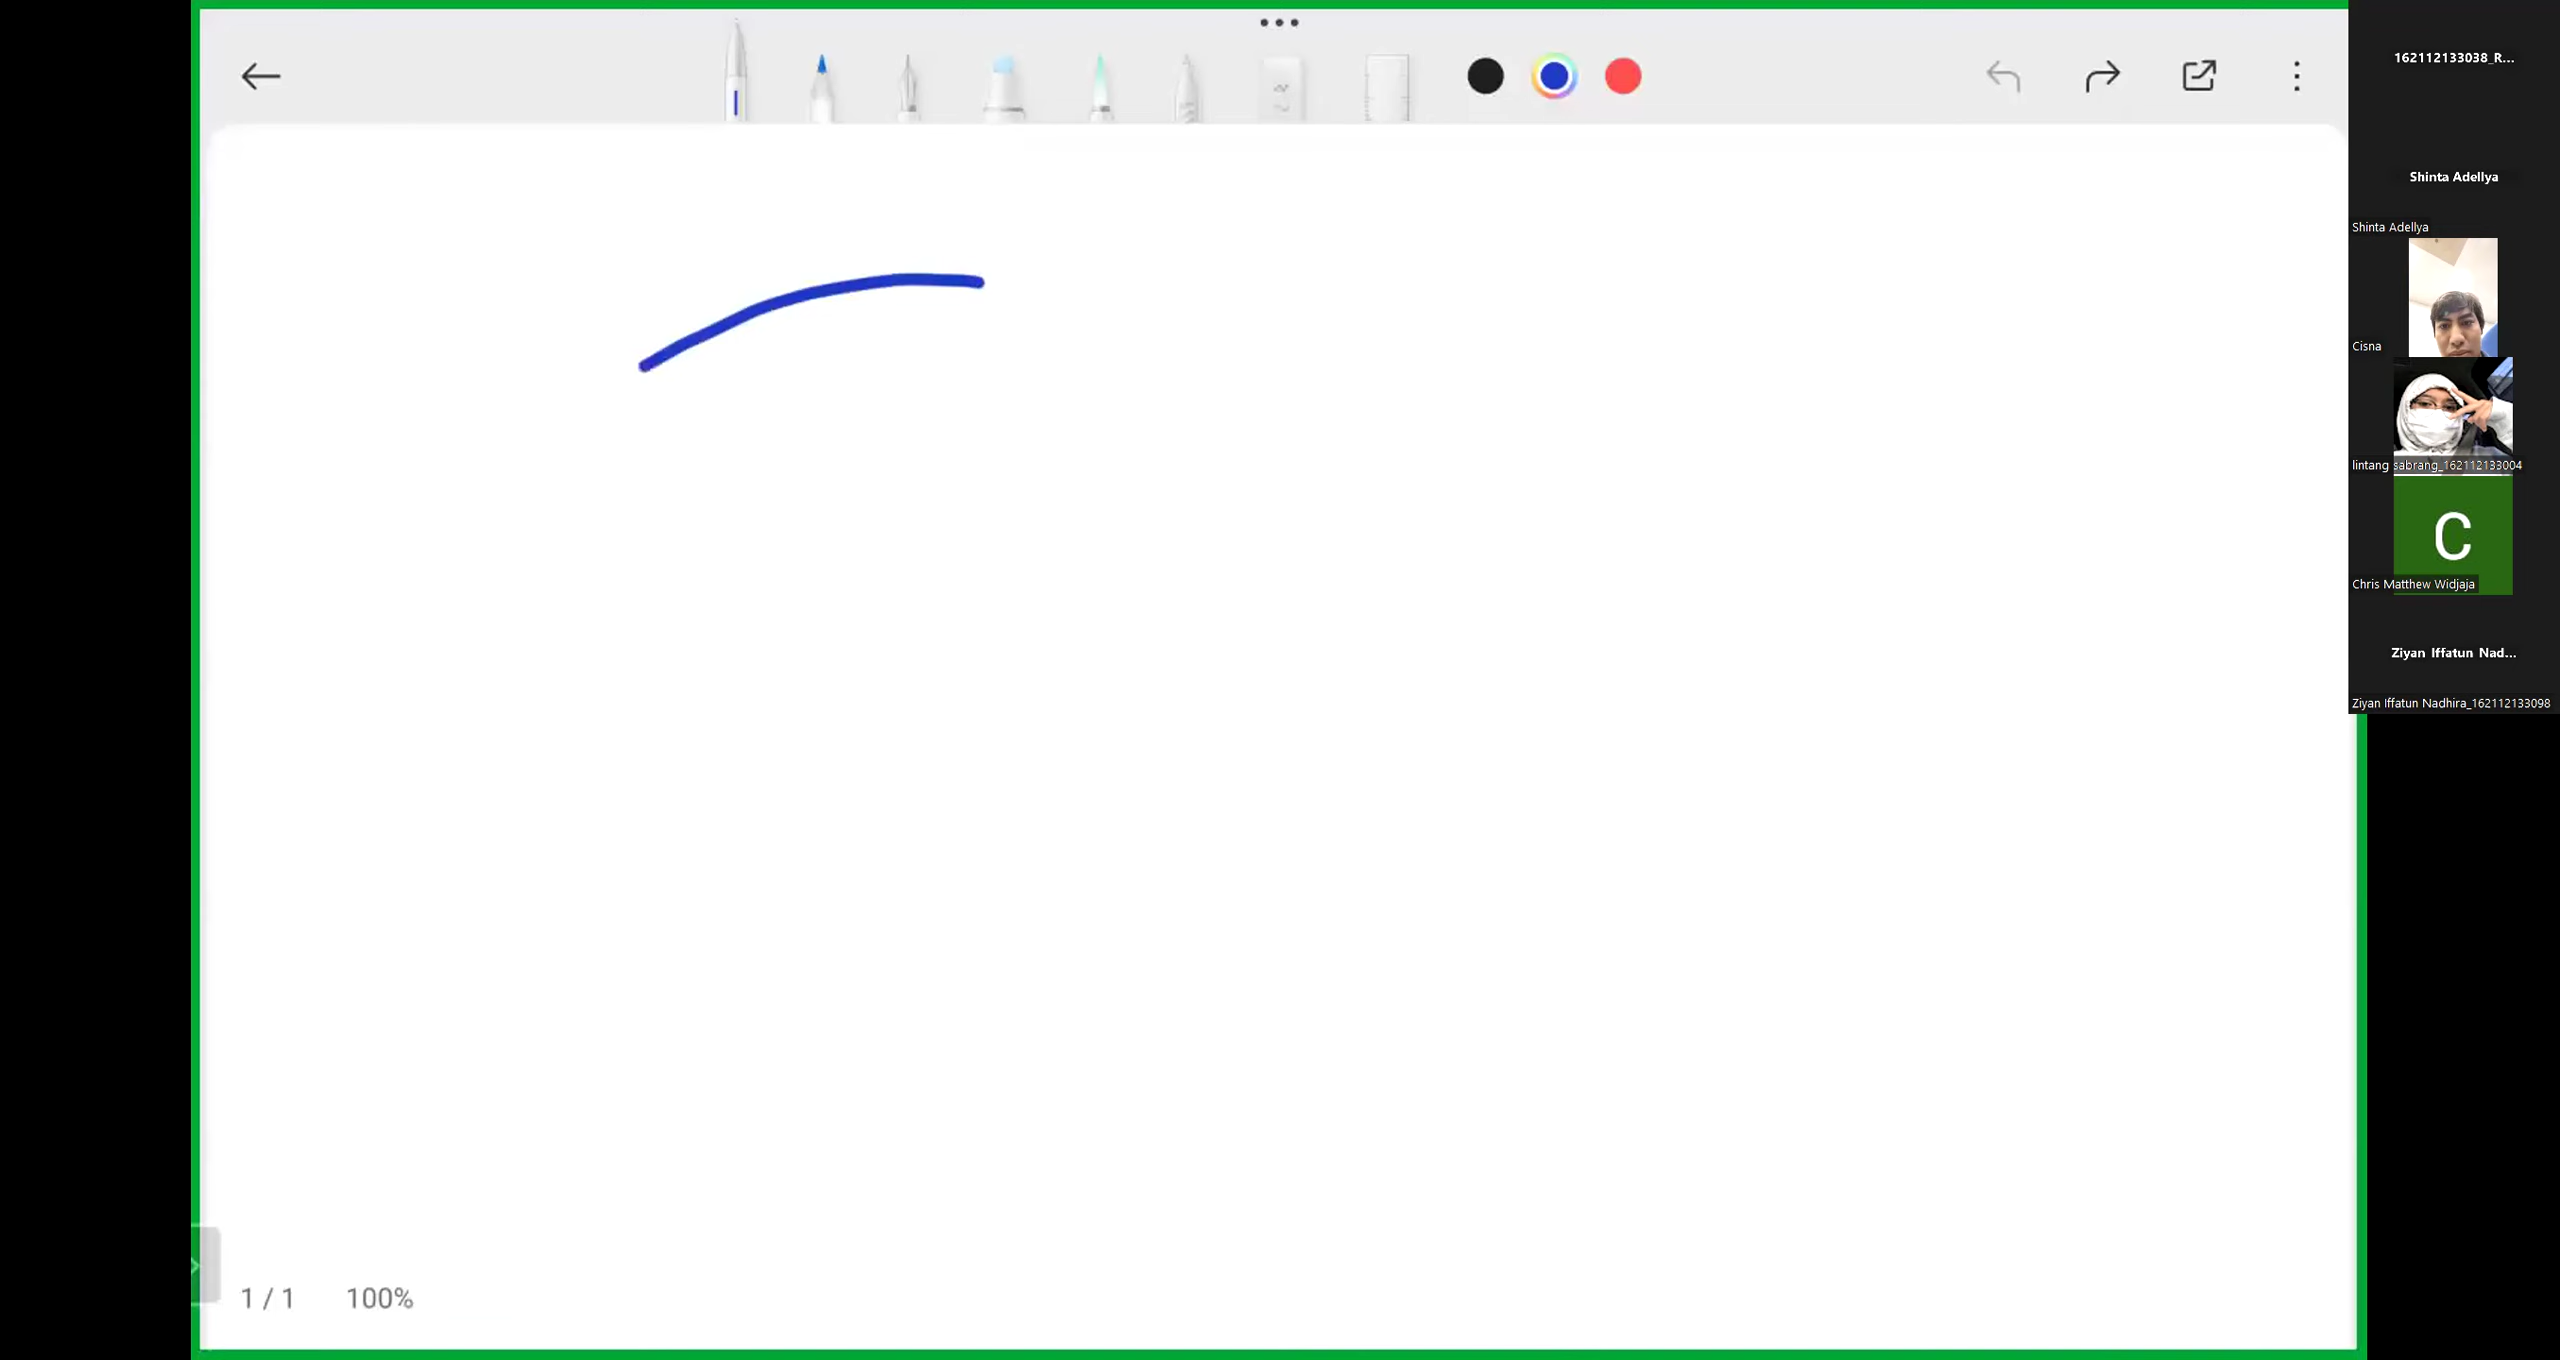 162112133038_R...
Shinta Adellya
Shinta Adellya
Cisna
lintang sabrang_162112133004
C
Chris Matthew Widjaja
Ziyan Iffatun Nad...
Ziyan Iffatun Nadhira_162112133098
1 / 1 100%